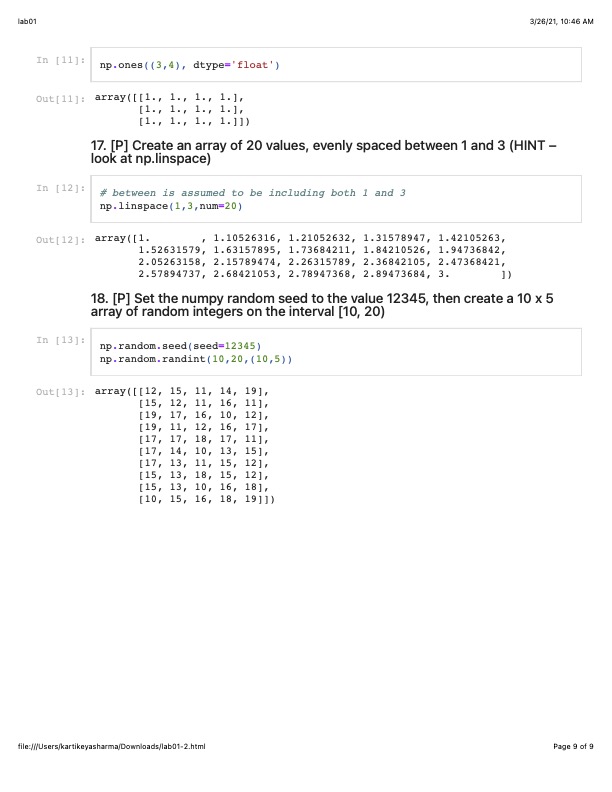 lab01
3/26/21, 10:46 AM
In [11]:
np.ones((3,4), dtype='float')
Out[11]:
array([[1., 1., 1., 1.],
[1., 1., 1., 1.],
[1., 1., 1., 1.]])
17. [P] Create an array of 20 values, evenly spaced between 1 and 3 (HINT –
look at np.linspace)
In [12]:
# between is assumed to be including both 1 and 3
np.linspace(1,3,num=20)
Out[12]:
array([1.        , 1.10526316, 1.21052632, 1.31578947, 1.42105263,
1.52631579, 1.63157895, 1.73684211, 1.84210526, 1.94736842,
2.05263158, 2.15789474, 2.26315789, 2.36842105, 2.47368421,
2.57894737, 2.68421053, 2.78947368, 2.89473684, 3.        ])
18. [P] Set the numpy random seed to the value 12345, then create a 10 x 5
array of random integers on the interval [10, 20)
In [13]:
np.random.seed(seed=12345)
np.random.randint(10,20,(10,5))
Out[13]:
array([[12, 15, 11, 14, 19],
[15, 12, 11, 16, 11],
[19, 17, 16, 10, 12],
[19, 11, 12, 16, 17],
[17, 17, 18, 17, 11],
[17, 14, 10, 13, 15],
[17, 13, 11, 15, 12],
[15, 13, 18, 15, 12],
[15, 13, 10, 16, 18],
[10, 15, 16, 18, 19]])
file:///Users/kartikeyasharma/Downloads/lab01-2.html
Page 9 of 9